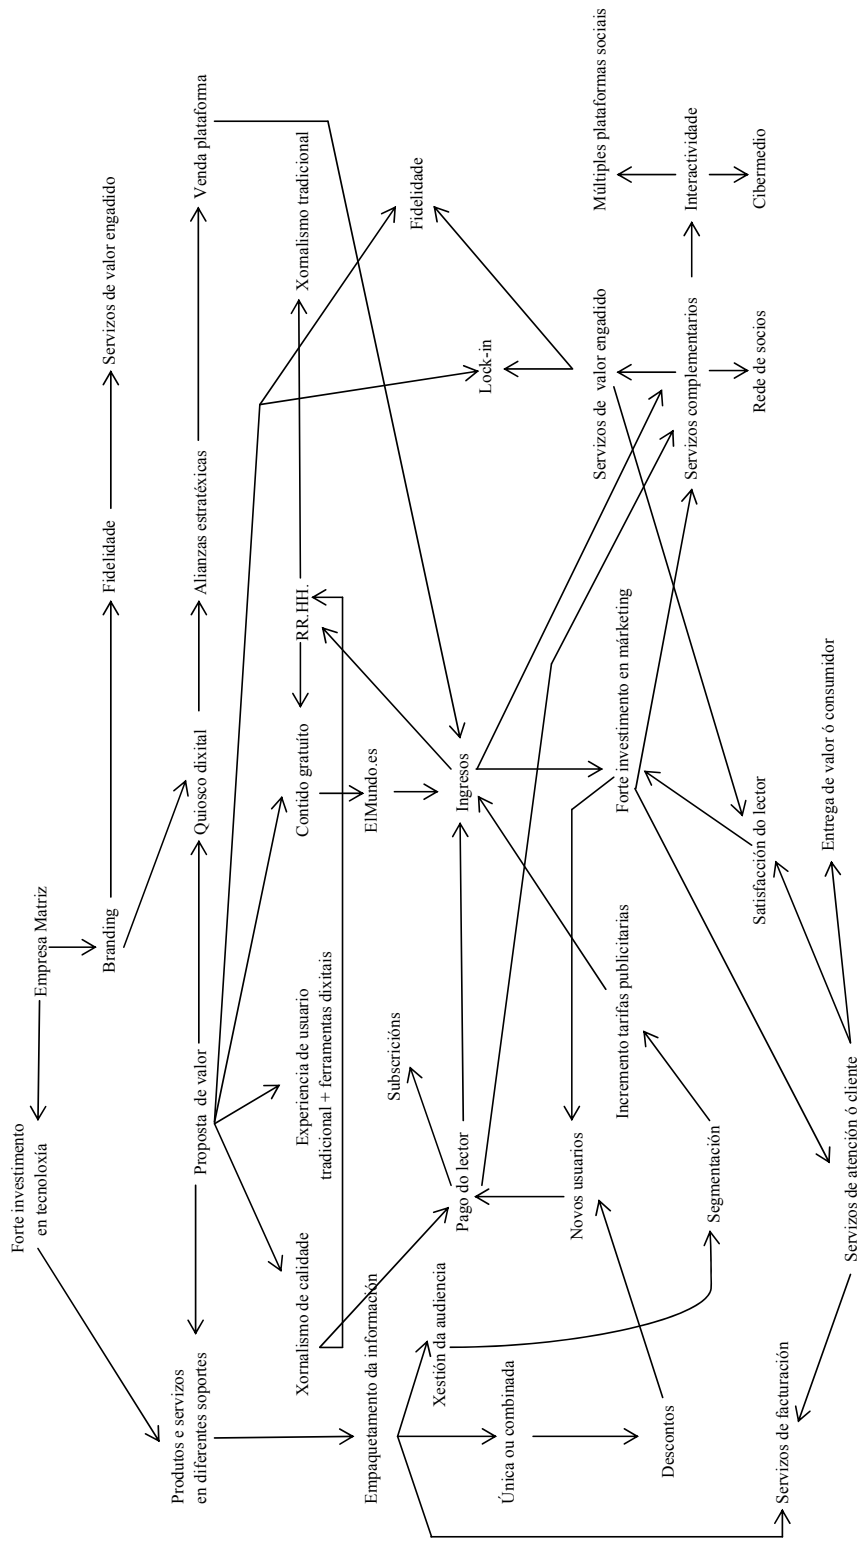 Empresa Matriz
Forte investimento
en tecnoloxía
Branding
Fidelidade
Servizos de valor engadido
Produtos e servizos
en diferentes soportes
Proposta de valor
Quiosco dixital
Alianzas estratéxicas
Venda plataforma
Xornalismo de calidade
Experiencia de usuario
tradicional + ferramentas dixitais
Contido gratuíto
RR.HH.
Xornalismo tradicional
Empaquetamento da información
ElMundo.es
Subscricións
Fidelidade
Xestión da audiencia
Pago do lector
Ingresos
Lock-in
Única ou combinada
Novos usuarios
Incremento tarifas publicitarias
Forte investimento en márketing
Servizos de valor engadido
Múltiples plataformas sociais
Descontos
Segmentación
Servizos complementarios
Interactividade
Satisfacción do lector
Rede de socios
Cibermedio
Servizos de facturación
Entrega de valor ó consumidor
Servizos de atención ó cliente